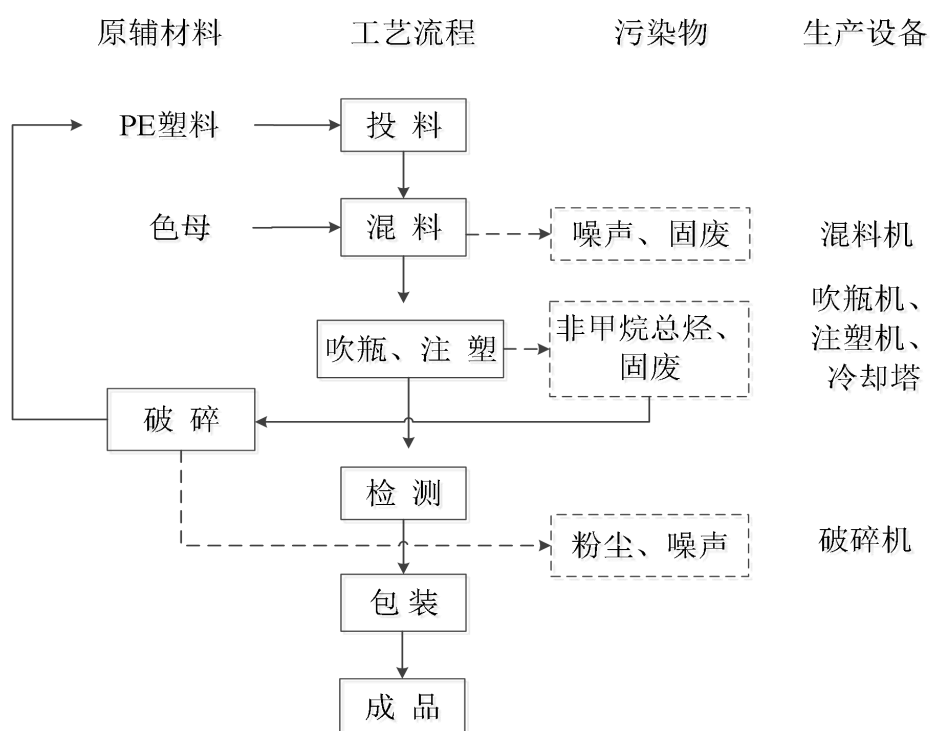 原辅材料 工艺流程 污染物 生产设备
PE塑料 投 料
色母 混 料 噪声、固废 混料机
吹瓶、注 塑 非甲烷总烃、
固废
吹瓶机、
注塑机、
冷却塔
破 碎
检 测
粉尘、噪声 破碎机
包 装
成 品